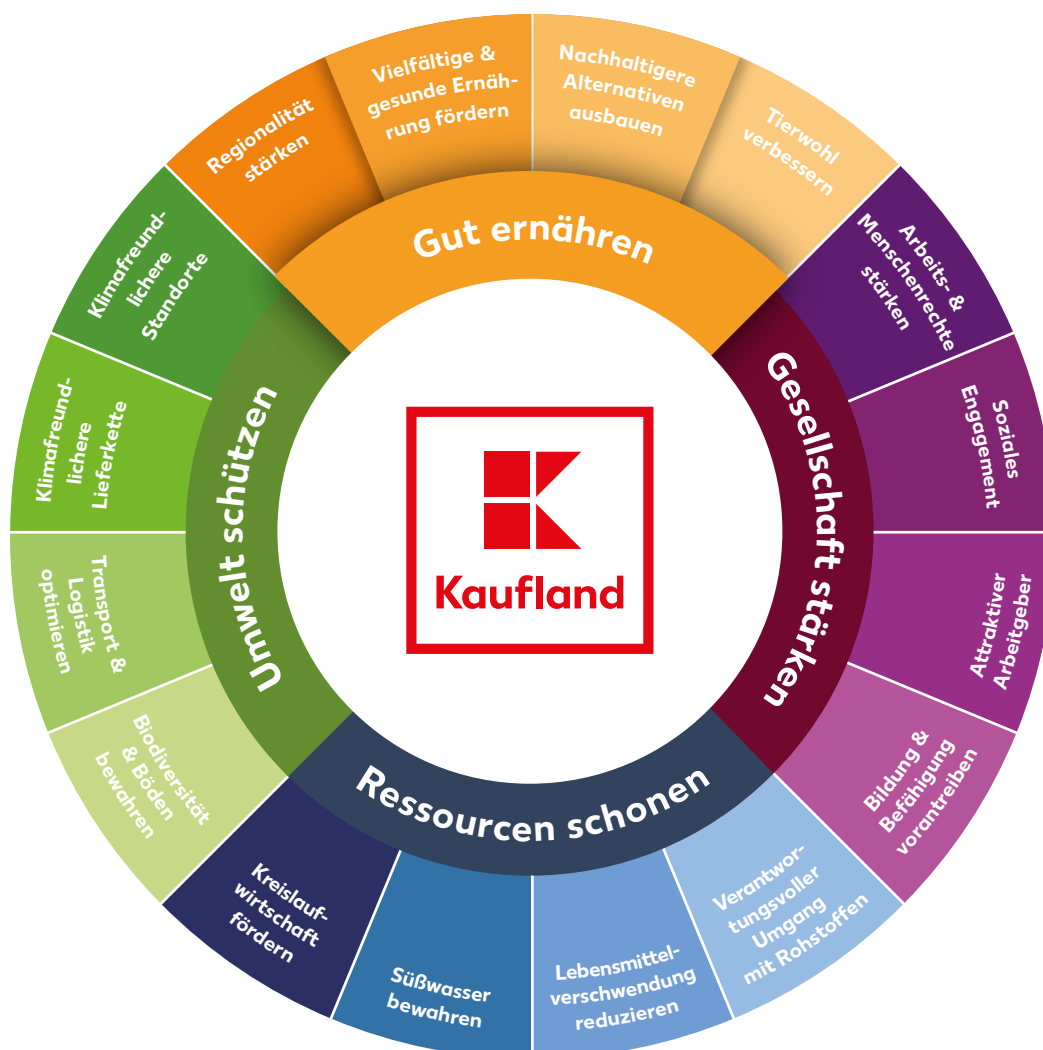 Gut ernähren
Regionalität
stärken
Vielfältige &
gesunde Ernäh-
rung fördern
Nachhaltigere
Alternativen
ausbauen
Tierwohl
verbessern
Gesellschaft stärken
Arbeits- &
Menschenrechte
stärken
Soziales
Engagement
Attraktiver
Arbeitgeber
Bildung &
Befähigung
vorantreiben
Ressourcen schonen
Verantwor-
tungsvoller
Umgang
mit Rohstoffen
Lebensmittel-
verschwendung
reduzieren
Süßwasser
bewahren
Kreislauf-
wirtschaft
fördern
Umwelt schützen
Biodiversität
& Böden
bewahren
Transport &
Logistik
optimieren
Klimafreund-
lichere
Lieferkette
Klimafreund-
lichere
Standorte
Kaufland